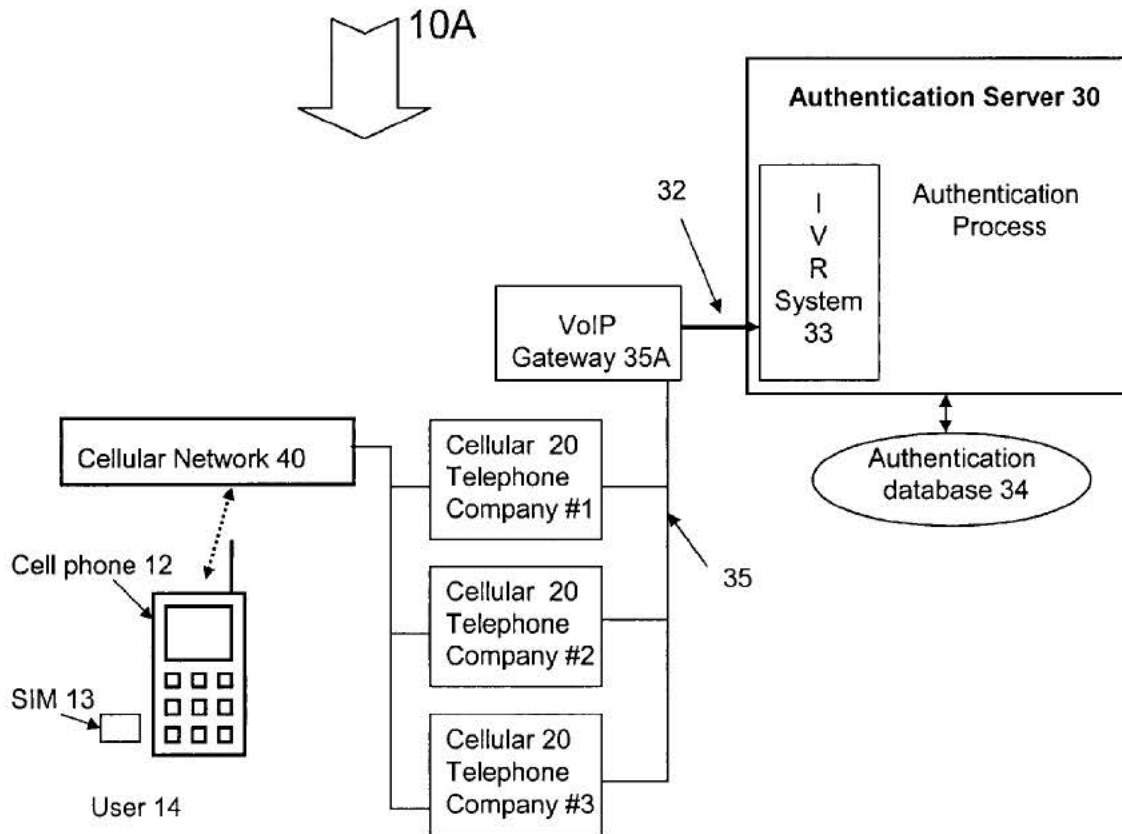 10A
Authentication Server 30
32
I
V
R
System
33
Authentication
Process
VoIP
Gateway 35A
Cellular Network 40
Cellular 20
Telephone
Company #1
Authentication
database 34
Cell phone 12
35
Cellular 20
Telephone
Company #2
SIM 13
Cellular 20
Telephone
Company #3
User 14